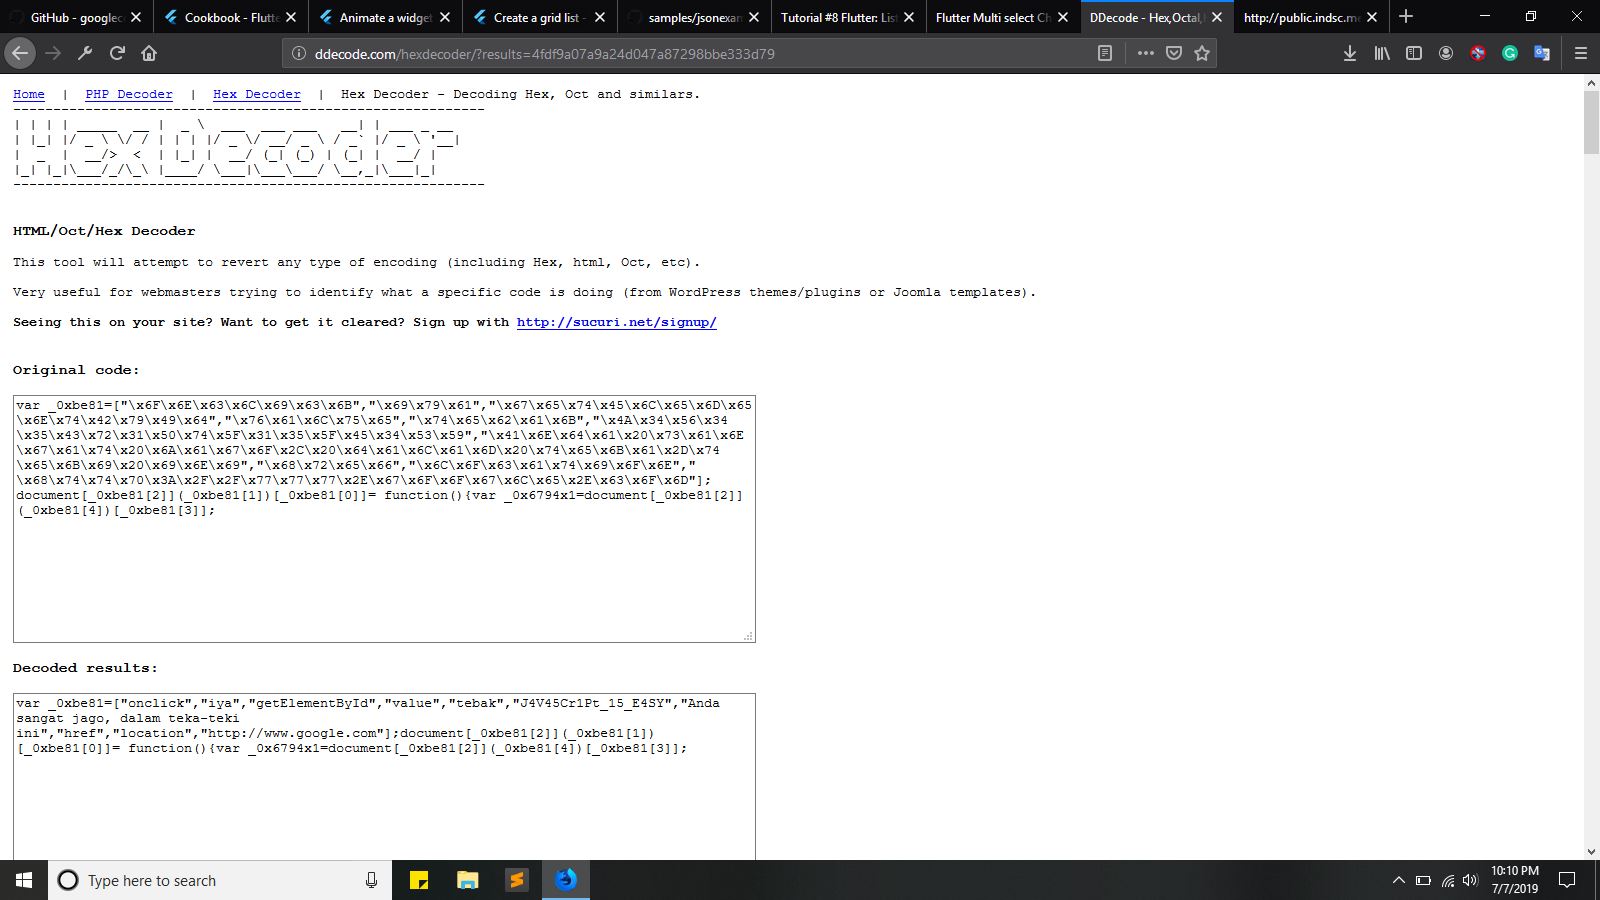 GitHub - googlec
Cookbook - Flutte
Animate a widget
Create a grid list -
samples/jsonexan
Tutorial #8 Flutter: List
Flutter Multi select Ch
DDecode - Hex,Octal,
http://public.indsc.me
ddecode.com/hexdecoder/?results=4fdf9a07a9a24d047a87298bbe333d79
Home | PHP Decoder | Hex Decoder | Hex Decoder - Decoding Hex, Oct and similars.
Hex Decoder
HTML/Oct/Hex Decoder
This tool will attempt to revert any type of encoding (including Hex, html, Oct, etc).
Very useful for webmasters trying to identify what a specific code is doing (from WordPress themes/plugins or Joomla templates).
Seeing this on your site? Want to get it cleared? Sign up with http://sucuri.net/signup/
Original code:
var _0xbe81=["\x6F\x6E\x63\x6C\x69\x63\x6B","\x69\x79\x61","\x67\x65\x74\x45\x6C\x65\x6D\x65
\x6E\x74\x42\x79\x49\x64","\x76\x61\x6C\x75\x65","\x74\x65\x62\x61\x6B","\x4A\x34\x56\x34
\x35\x43\x72\x31\x50\x74\x5F\x31\x35\x5F\x45\x34\x53\x59","\x41\x6E\x64\x61\x20\x73\x61\x6E
\x67\x61\x74\x20\x6A\x61\x67\x6F\x2C\x20\x64\x61\x6C\x61\x6D\x20\x74\x65\x6B\x61\x2D\x74
\x65\x6B\x69\x20\x69\x6E\x69","\x68\x72\x65\x66","\x6C\x6F\x63\x61\x74\x69\x6F\x6E","
\x68\x74\x74\x70\x3A\x2F\x2F\x77\x77\x77\x2E\x67\x6F\x6F\x67\x6C\x65\x2E\x63\x6F\x6D"];
document[_0xbe81[2]](_0xbe81[1])[_0xbe81[0]]= function(){var _0x6794x1=document[_0xbe81[2]]
(_0xbe81[4])[_0xbe81[3]];
Decoded results:
var _0xbe81=["onclick","iya","getElementById","value","tebak","J4V45Cr1Pt_15_E4SY","Anda
sangat jago, dalam teka-teki
ini","href","location","http://www.google.com"];document[_0xbe81[2]](_0xbe81[1])
[_0xbe81[0]]= function(){var _0x6794x1=document[_0xbe81[2]](_0xbe81[4])[_0xbe81[3]];
Type here to search
10:10 PM
7/7/2019